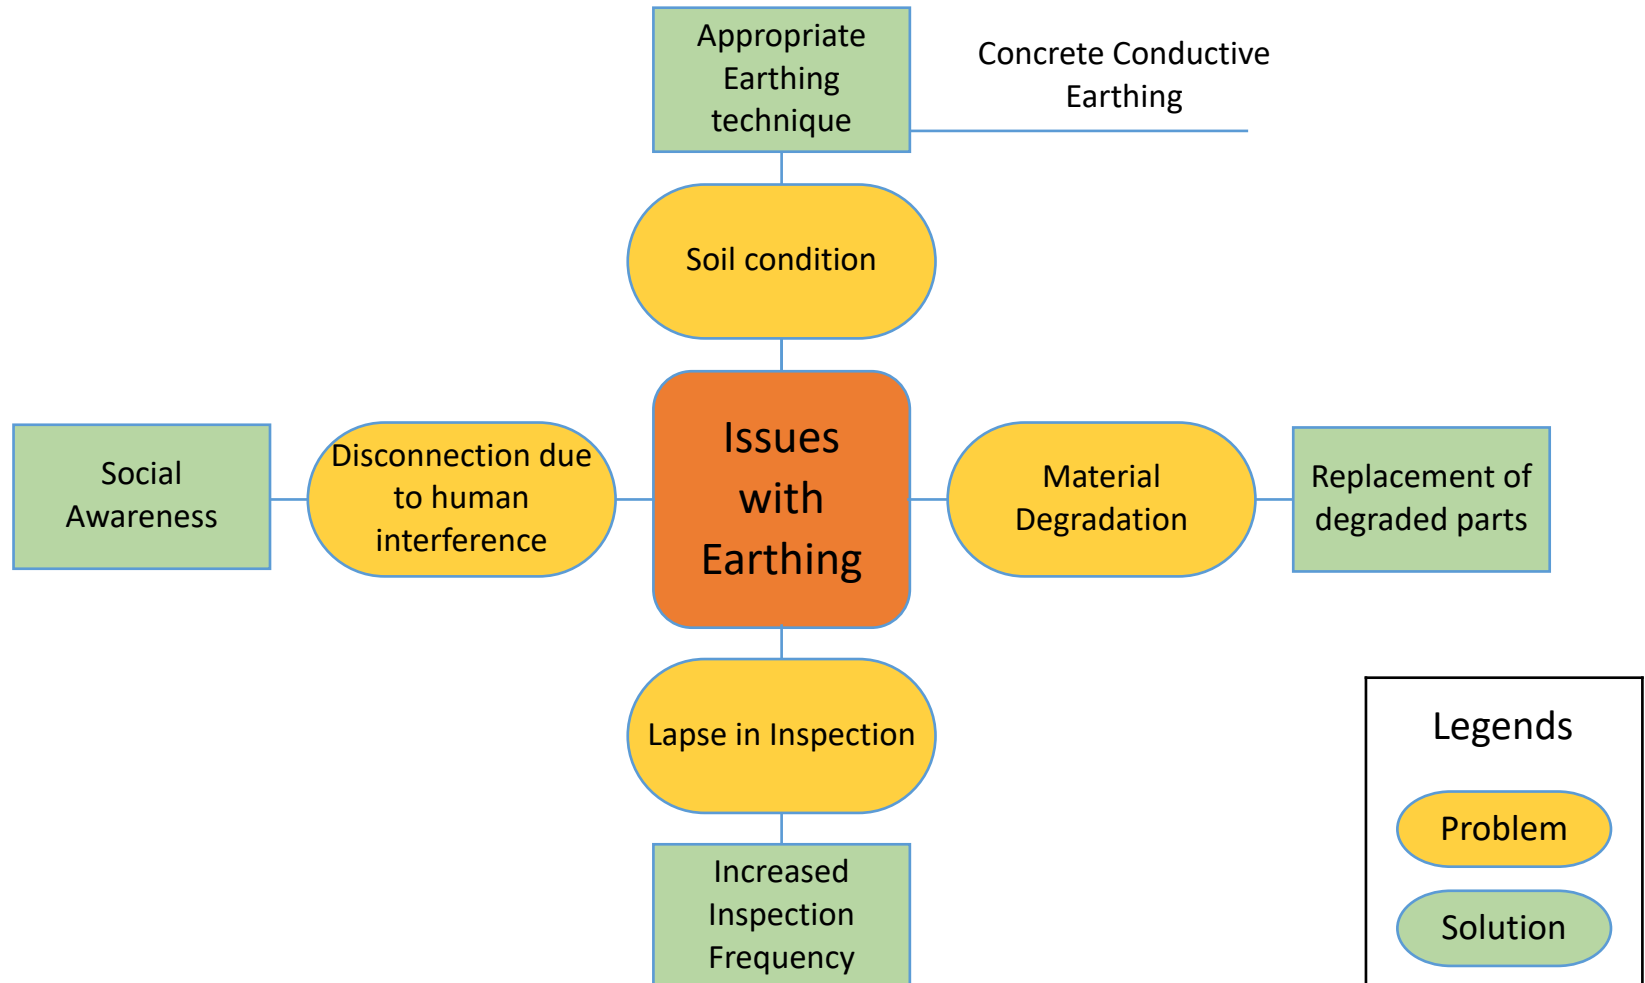 Appropriate
Earthing
technique
Concrete Conductive
Earthing
Soil condition
Social
Awareness
Disconnection due
to human
interference
Issues
with
Earthing
Material
Degradation
Replacement of
degraded parts
Lapse in Inspection
Increased
Inspection
Frequency
Legends
Problem
Solution